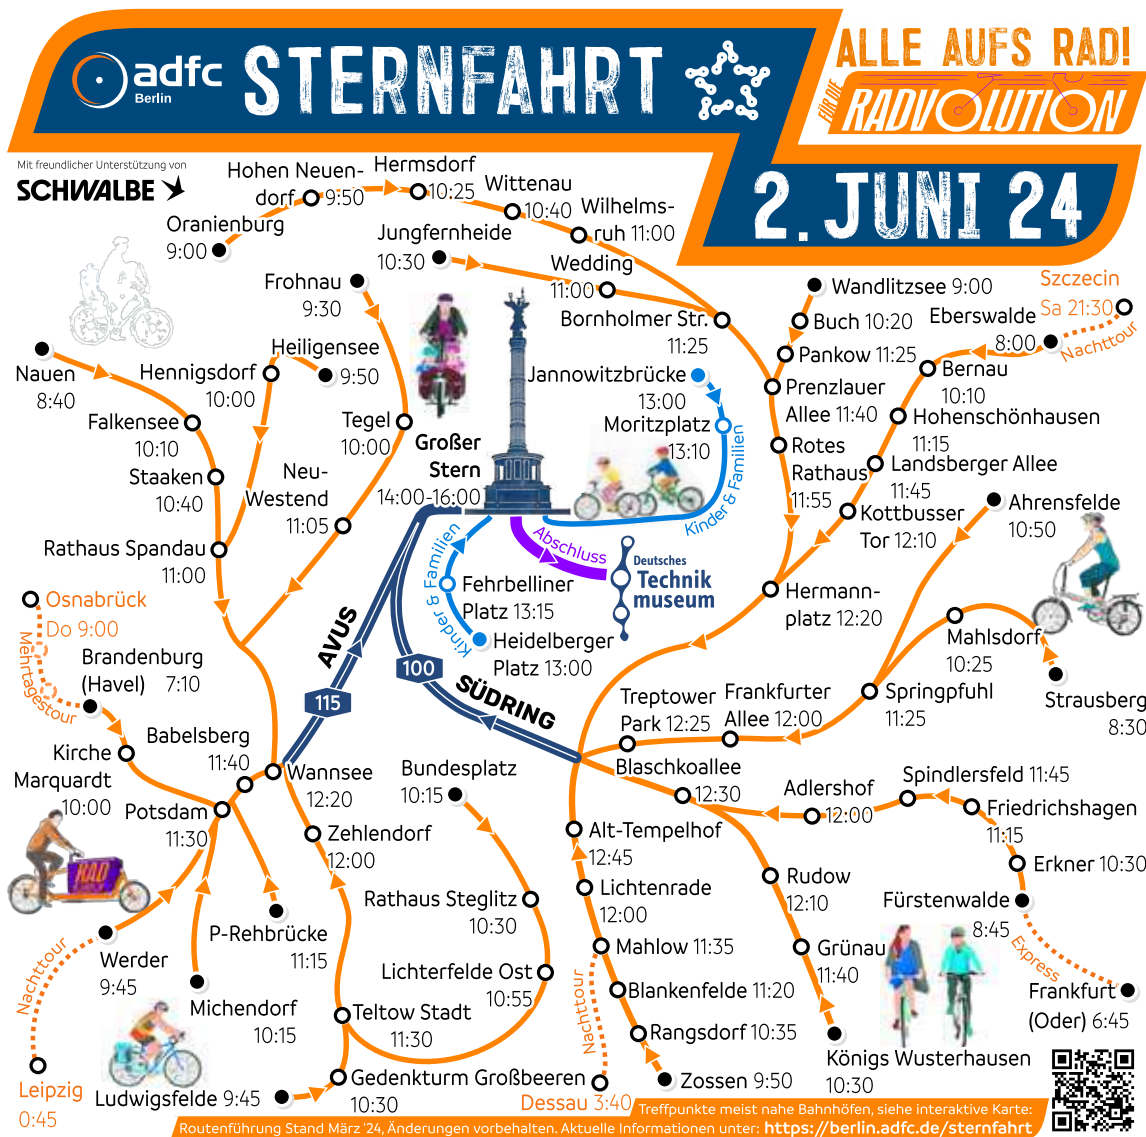 adfc
Berlin
STERNFAHRT
ALLE AUFS RAD!
FÜR DIE
RADVOLUTION
2. JUNI 24
Mit freundlicher Unterstützung von
SCHWALBE
Hohen Neuen-
dorf 9:50
Hermsdorf
10:25
Wittenau
10:40
Wilhelms-
ruh 11:00
Oranienburg
9:00
Jungfernheide
10:30
Wedding
11:00
Bornholmer Str.
11:25
Frohnau
9:30
Wandlitzsee 9:00
Buch 10:20
Pankow 11:25
Prenzlauer
Allee 11:40
Rotes
Rathaus
11:55
Szczecin
Sa 21:30
Nachttour
Eberswalde
8:00
Bernau
10:10
Hohenschönhausen
11:15
Landsberger Allee
11:45
Kottbusser
Tor 12:10
Nauen
8:40
Hennigsdorf
10:00
Heiligensee
9:50
Falkensee
10:10
Staaken
10:40
Rathaus Spandau
11:00
Tegel
10:00
Neu-
Westend
11:05
Großer
Stern
14:00-16:00
Jannowitzbrücke
13:00
Moritzplatz
13:10
Kinder & Familien
Kinder & Familien
Abschluss
Deutsches
Technik
museum
Fehrbelliner
Platz 13:15
Heidelberger
Platz 13:00
Hermann-
platz 12:20
Ahrensfelde
10:50
Mahlsdorf
10:25
Strausberg
8:30
Springpfuhl
11:25
Frankfurter
Allee 12:00
Treptower
Park 12:25
Osnabrück
Do 9:00
Mehrtagestour
Brandenburg
(Havel) 7:10
Kirche
Marquardt
10:00
Babelsberg
11:40
Potsdam
11:30
Wannsee
12:20
AVUS
115
100
SÜDRING
Bundesplatz
10:15
Zehlendorf
12:00
Rathaus Steglitz
10:30
Lichterfelde Ost
10:55
Teltow Stadt
11:30
Gedenkturm Großbeeren
10:30
Ludwigsfelde 9:45
RAD
Werder
9:45
Nachttour
Leipzig
0:45
P-Rehbrücke
11:15
Michendorf
10:15
Blaschkoallee
12:30
Adlershof
12:00
Spindlersfeld 11:45
Friedrichshagen
11:15
Erkner 10:30
Fürstenwalde
8:45
Express
Frankfurt
(Oder) 6:45
Alt-Tempelhof
12:45
Lichtenrade
12:00
Mahlow 11:35
Blankenfelde 11:20
Rangsdorf 10:35
Zossen 9:50
Nachttour
Dessau 3:40
Rudow
12:10
Grünau
11:40
Königs Wusterhausen
10:30
Treffpunkte meist nahe Bahnhöfen, siehe interaktive Karte:
Routenführung Stand März '24, Änderungen vorbehalten. Aktuelle Informationen unter: https://berlin.adfc.de/sternfahrt